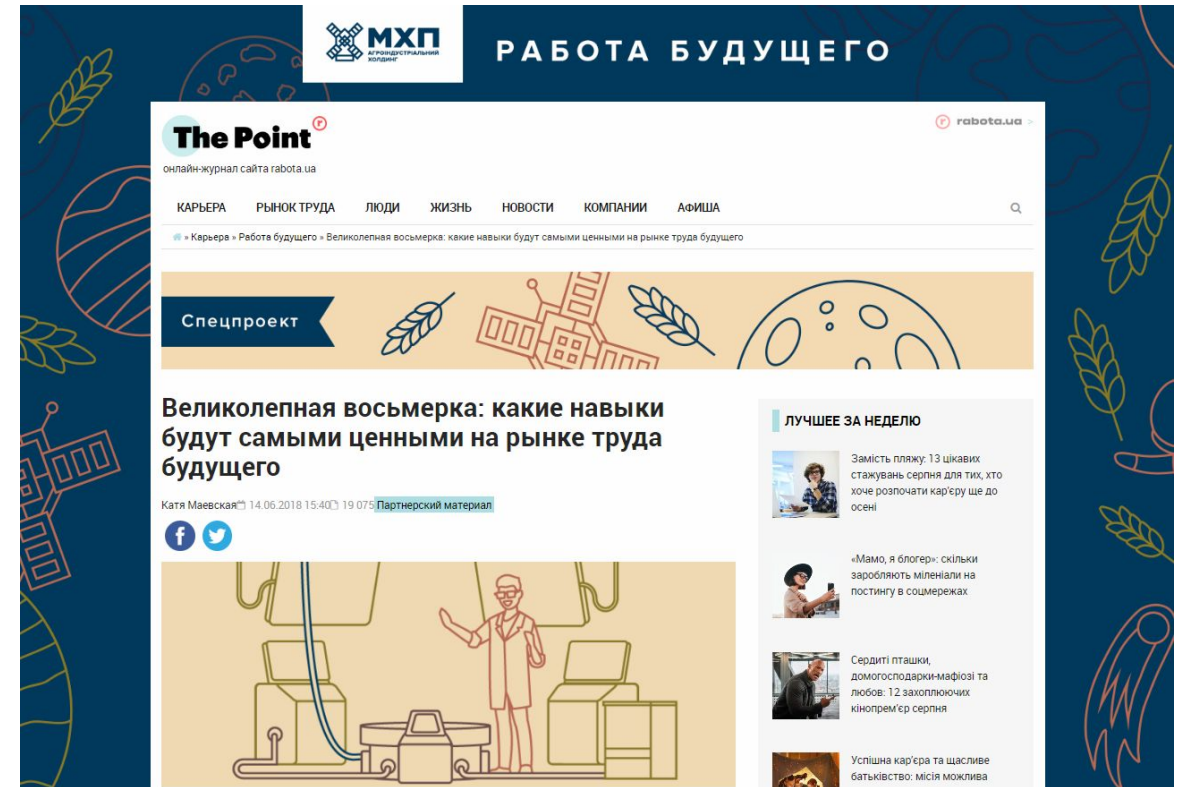 МХП
АГРОІНДУСТРІАЛЬНИЙ
ХОЛДИНГ
РАБОТА БУДУЩЕГО
The Point
rabota.ua >
онлайн-журнал сайта rabota.ua
КАРЬЕРА РЫНОК ТРУДА ЛЮДИ ЖИЗНЬ НОВОСТИ КОМПАНИИ АФИША
» Карьера » Работа будущего » Великолепная восьмерка: какие навыки будут самыми ценными на рынке труда будущего
Спецпроект
Великолепная восьмерка: какие навыки
будут самыми ценными на рынке труда
будущего
Катя Маевская 14.06.2018 15:40 19 075 Партнерский материал
ЛУЧШЕЕ ЗА НЕДЕЛЮ
Замість пляжу: 13 цікавих
стажувань серпня для тих, хто
хоче розпочати кар'єру ще до
осені
«Мамо, я блогер»: скільки
заробляють міленіали на
постингу в соцмережах
Сердиті пташки,
домогосподарки-мафіозі та
любов: 12 захоплюючих
кінопрем'єр серпня
Успішна кар'єра та щасливе
батьківство: місія можлива